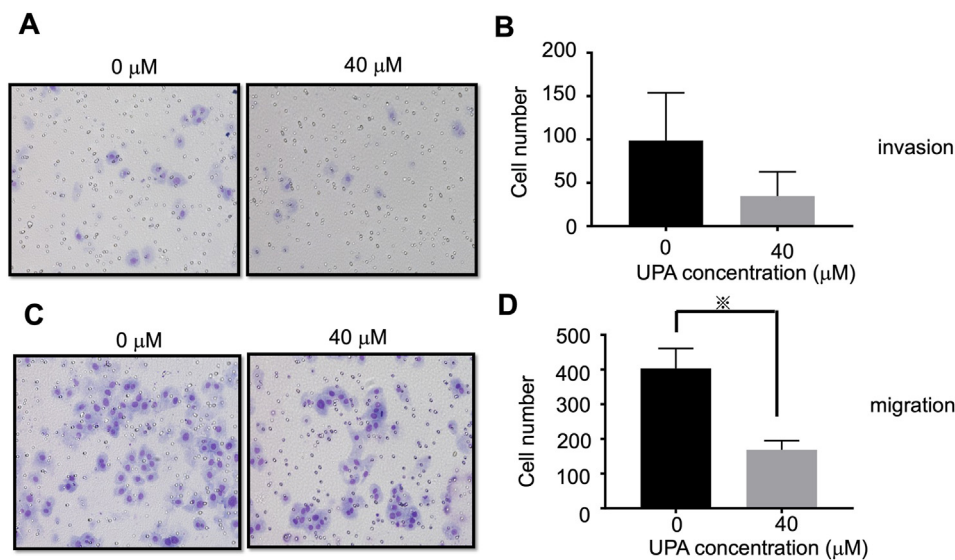 A
0 μM
40 μM
B
200
150
100
50
0
Cell number
0
40
UPA concentration (μM)
invasion
C
0 μM
40 μM
D
※
500
400
300
200
100
0
Cell number
0
40
UPA concentration (μM)
migration